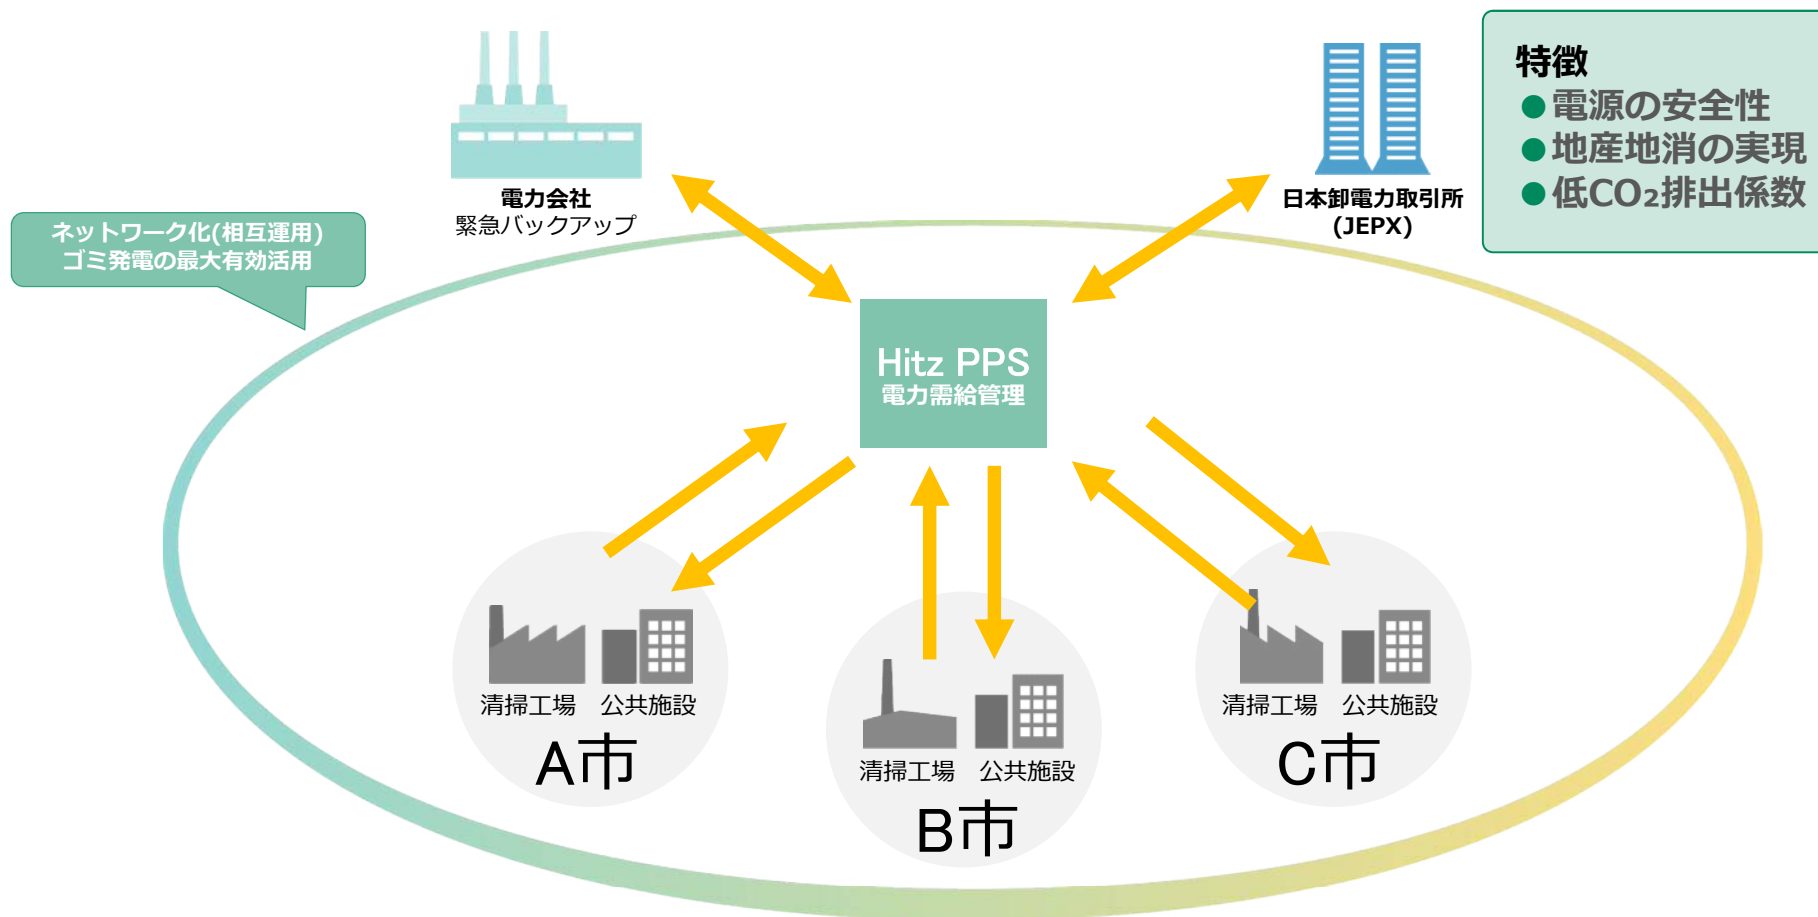 特徴
●電源の安全性
●地産地消の実現
●低CO₂排出係数
電力会社
緊急バックアップ
日本卸電力取引所
(JEPX)
ネットワーク化(相互運用)
ゴミ発電の最大有効活用
Hitz PPS
電力需給管理
清掃工場 公共施設
A市
清掃工場 公共施設
B市
清掃工場 公共施設
C市